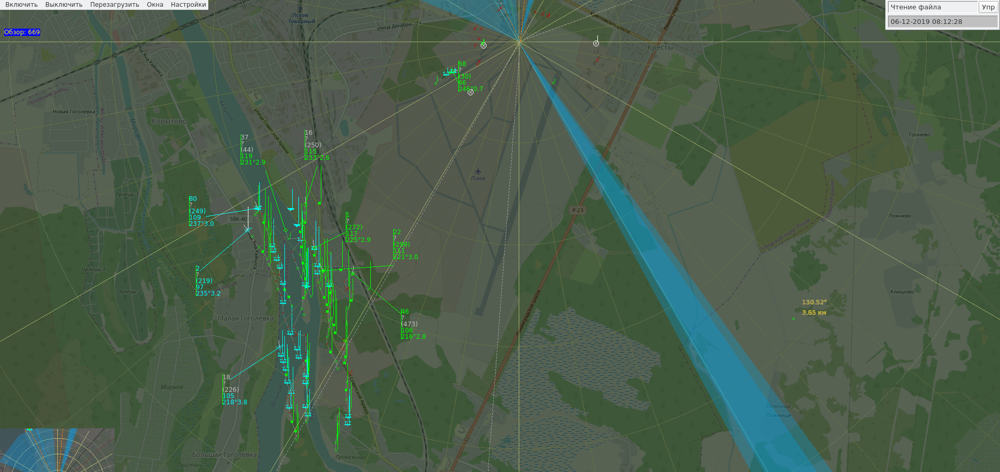 Включить Выключить Перезагрузить Окна Настройки
Чтение файла
Упр
06-12-2019 08:12:28
Обзор: 669
Псков
- Товарный
улица Декабриста
Крестовское шоссе
Кресты
Псковский район
Новая Гоголевка
Корытово
Великая
Мирожка
улица Советской Армии
городской округ Псков
58
?
(30)
66
246°0.7
37
?
(44)
119
231°2.9
16
?
(250)
115
233°2.6
Псков
Гоонево
Псковский район
Орлецы-1
80
?
(249)
109
237°3.0
58К-40
Р-23
Ложнево
1
?
(272)
117
225°2.9
22
?
(299)
111
221°3.0
городской округ Псков
улица Яна Райниса
Орлецы-3
2
?
(219)
97
235°3.2
Орлецы-2
Клишово
130.52°
3.65 км
Ленинградское шоссе
Малая Гоголевка
46
?
(473)
106
216°2.8
18
?
(226)
105
218°3.8
Мирное
Великая
улица Советской Армии
Пожнище
Пожнище
Большая Гоголевка
Промежицы